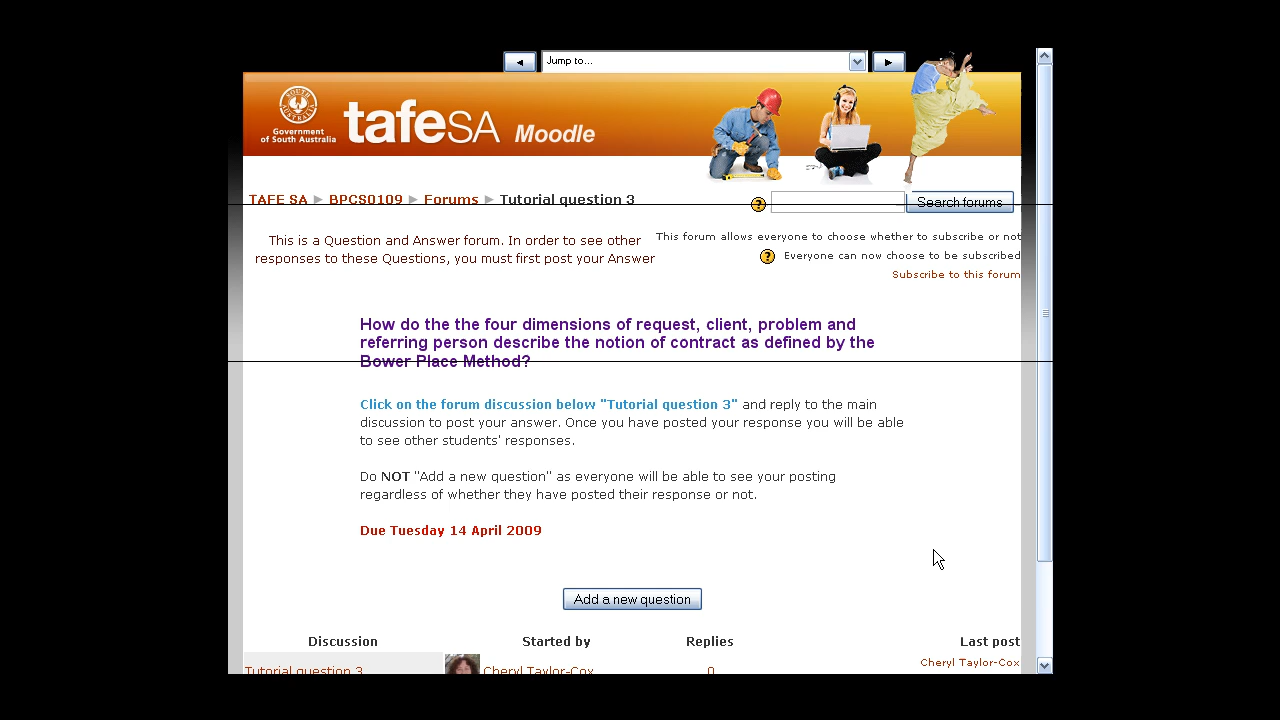 ◄ Jump to... ►
Government
of South Australia
tafeSA Moodle
TAFE SA ► BPCS0109 ► Forums ► Tutorial question 3
? Search forums
This is a Question and Answer forum. In order to see other
responses to these Questions, you must first post your Answer
This forum allows everyone to choose whether to subscribe or not
? Everyone can now choose to be subscribed
Subscribe to this forum
How do the the four dimensions of request, client, problem and
referring person describe the notion of contract as defined by the
Bower Place Method?
Click on the forum discussion below "Tutorial question 3" and reply to the main
discussion to post your answer. Once you have posted your response you will be able
to see other students' responses.
Do NOT "Add a new question" as everyone will be able to see your posting
regardless of whether they have posted their response or not.
Due Tuesday 14 April 2009
Add a new question
Discussion Started by Replies Last post
Tutorial question 3 Cheryl Taylor-Cox 0 Cheryl Taylor-Cox